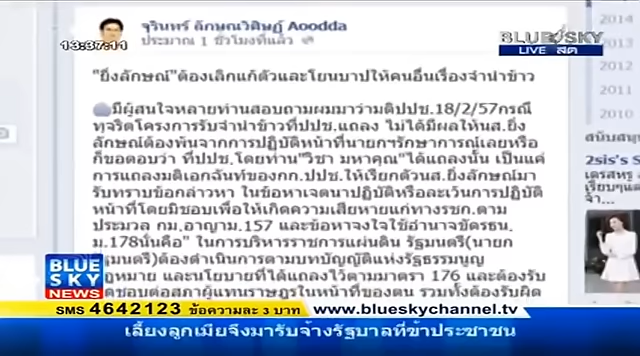 จุรินทร์ ลักษณวิศิษฏ์ Aoodda
ประมาณ 1 ชั่วโมงที่แล้ว
13:37:11
BLUE SKY
LIVE สด
2014
2013
2012
2011
2010
"ยิ่งลักษณ์"ต้องเลิกแก้ตัวและโยนบาปให้คนอื่นเรื่องจำนำข้าว
มีผู้สนใจหลายท่านสอบถามผมมาว่ามติปปช.18/2/57กรณี
ทุจริตโครงการรับจำนำข้าวที่ปปช.แถลง ไม่ได้มีผลให้นส.ยิ่ง
ลักษณ์ต้องพ้นจากการปฏิบัติหน้าที่นายกฯรักษาการณ์เลยหรือ
ก็ขอตอบว่า ที่ปปช.โดยท่าน"วิชา มหาคุณ"ได้แถลงนั้น เป็นแค่
การแถลงมติเอกฉันท์ของกก.ปปช.ให้เรียกตัวนส.ยิ่งลักษณ์มา
รับทราบข้อกล่าวหา ในข้อหาเจตนาปฏิบัติหรือละเว้นการปฏิบัติ
หน้าที่โดยมิชอบเพื่อให้เกิดความเสียหายแก่ทางรชก.ตาม
ประมวล กม.อาญาม.157 และข้อหาจงใจใช้อำนาจขัดรธน.
ม.178นั่นคือ" ในการบริหารราชการแผ่นดิน รัฐมนตรี(นายก
รัฐมนตรี)ต้องดำเนินการตามบทบัญญัติแห่งรัฐธรรมนูญ
กฎหมาย และนโยบายที่ได้แถลงไว้ตามมาตรา 176 และต้องรับ
ผิดชอบต่อสภาผู้แทนราษฎรในหน้าที่ของตน รวมทั้งต้องรับผิด
สนับสนุ
2sis's S
BLUE
SKY
NEWS
SMS 4642123 ข้อความละ 3 บาท www.blueskychannel.tv
เลี้ยงลูกเมียจึงมารับจ้างรัฐบาลที่ฆ่าประชาชน